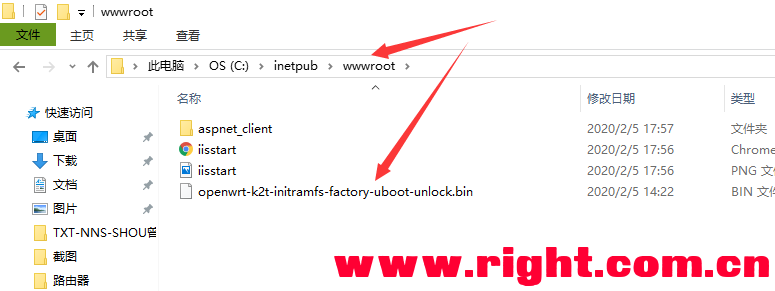 wwwroot
文件 主页 共享 查看
此电脑 OS (C:) inetpub wwwroot
名称 修改日期 类型
快速访问
桌面
下载
文档
图片
TXT-NNS-SHOU曾
截图
路由器
aspnet_client 2020/2/5 17:57 文件夹
iisstart 2020/2/5 17:56 Chrome
iisstart 2020/2/5 17:56 PNG 文件
openwrt-k2t-initramfs-factory-uboot-unlock.bin 2020/2/5 14:22 BIN 文件
www.right.com.cn